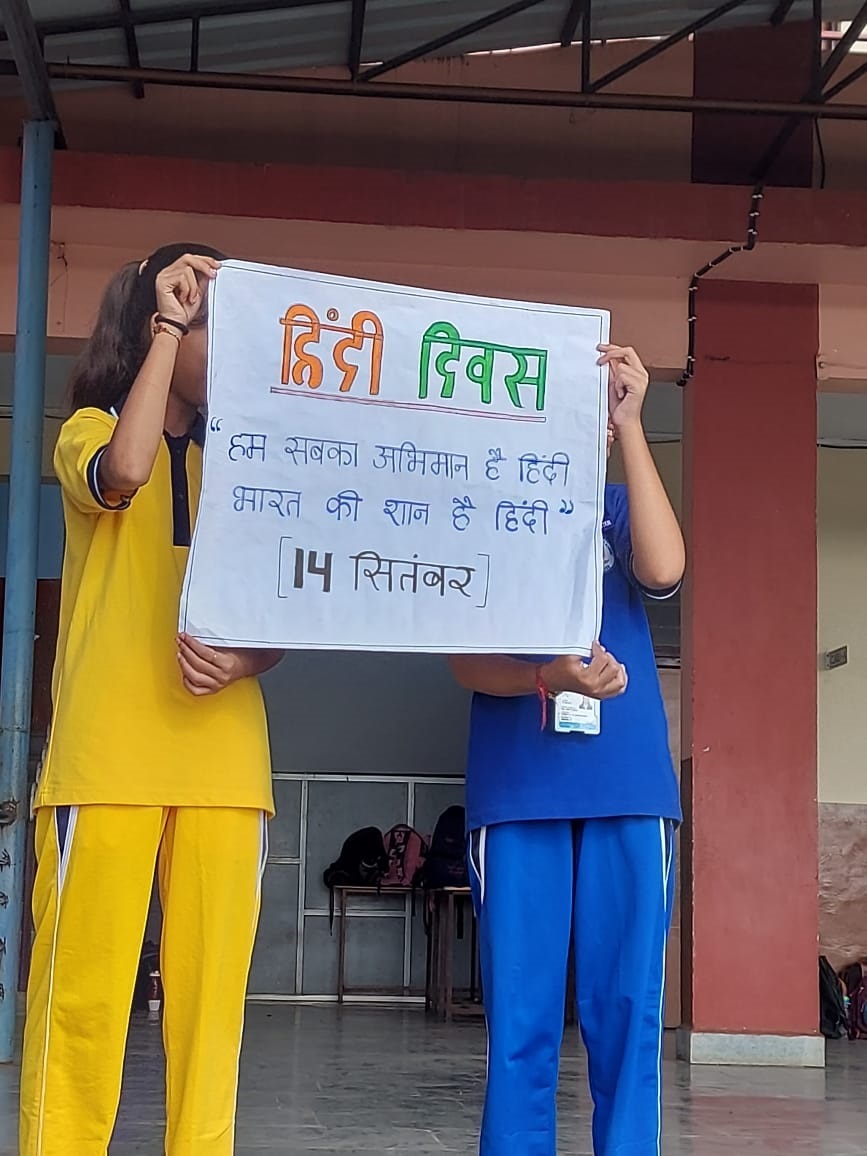 हिंदी दिवस
“हम सबका अभिमान है हिंदी
भारत की शान है हिंदी”
[14 सितंबर]